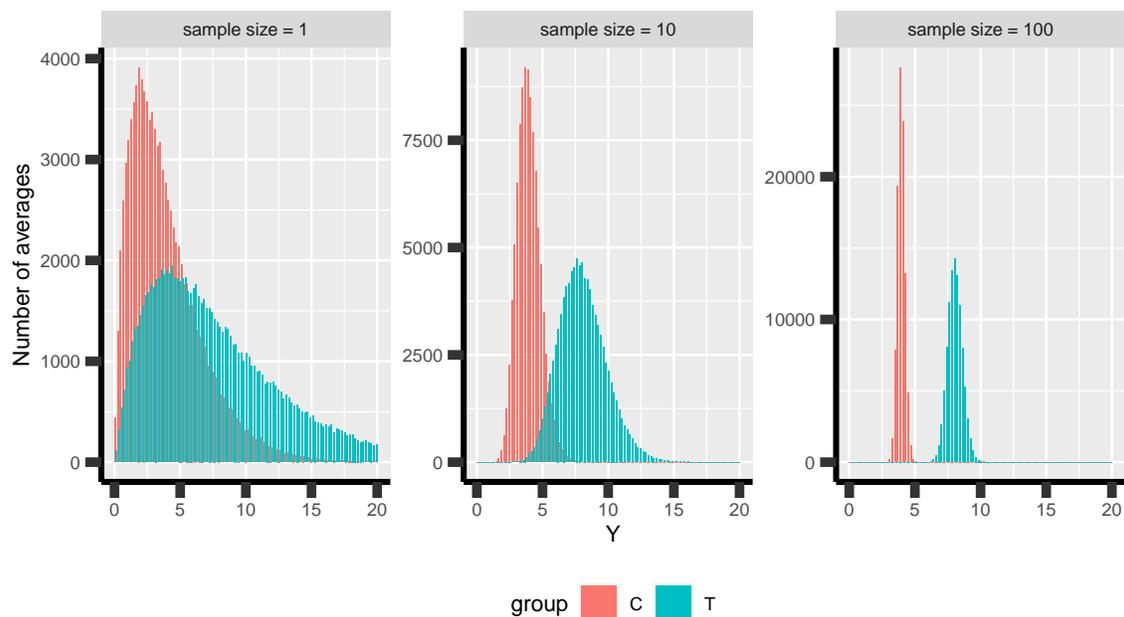 sample size = 1
sample size = 10
sample size = 100
Number of averages
4000
3000
2000
1000
0
7500
5000
2500
0
20000
10000
0
0 5 10 15 20
0 5 10 15 20
0 5 10 15 20
Y
group C T